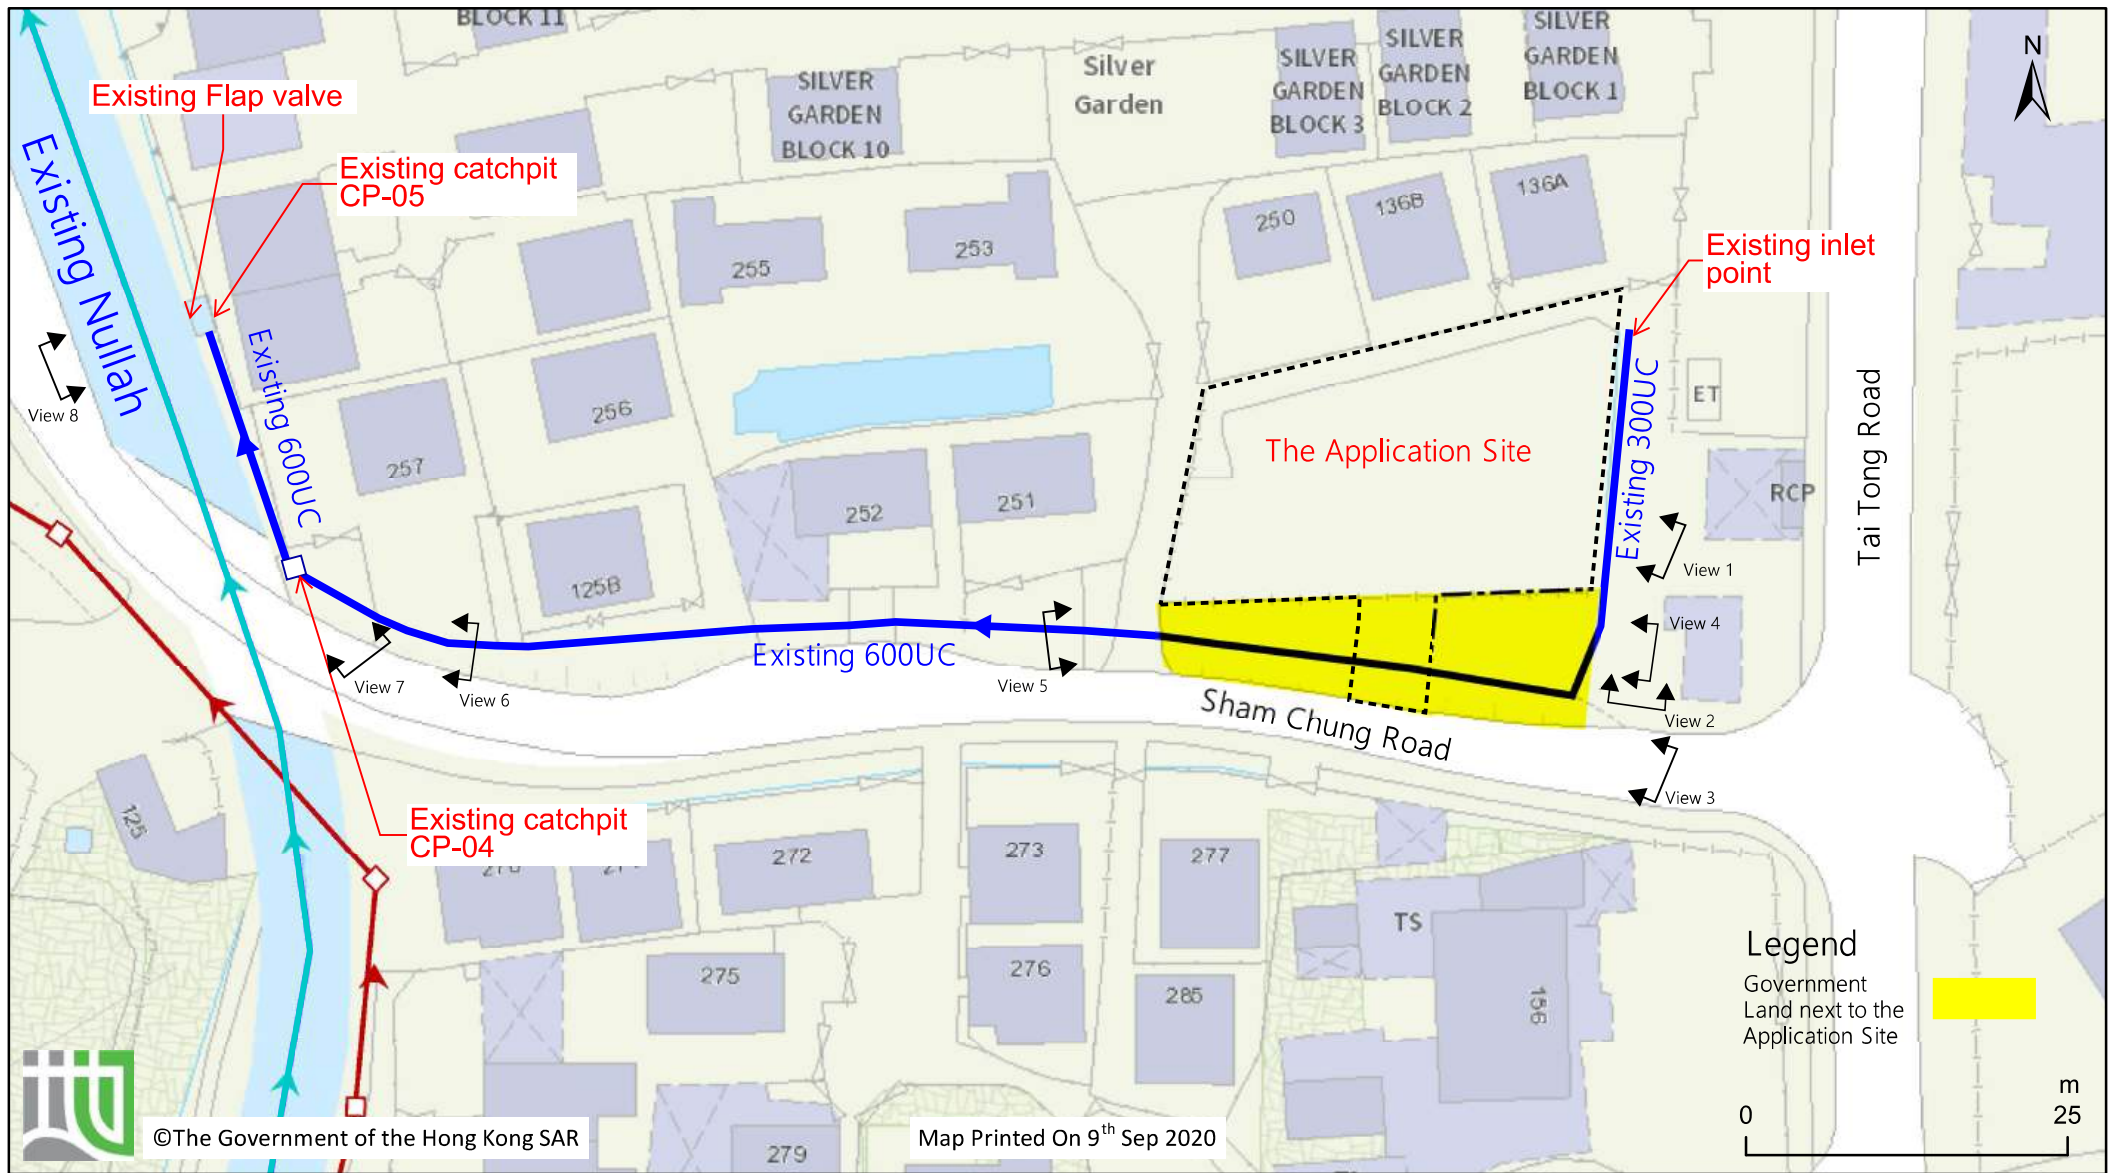 BLOCK 11
SILVER
GARDEN
BLOCK 10
Silver
Garden
SILVER
GARDEN
BLOCK 3
SILVER
GARDEN
BLOCK 2
SILVER
GARDEN
BLOCK 1
N
Existing Flap valve
Existing catchpit
CP-05
Existing Nullah
Existing 600UC
View 8
255
253
250
136B
136A
Existing inlet
point
256
257
252
251
125B
The Application Site
Existing 300UC
ET
RCP
Tai Tong Road
View 1
View 4
View 2
View 3
View 7
View 6
View 5
Existing 600UC
Sham Chung Road
125
Existing catchpit
CP-04
272
273
277
275
276
285
279
TS
156
Legend
Government
Land next to the
Application Site
m
0 25
©The Government of the Hong Kong SAR
Map Printed On 9th Sep 2020